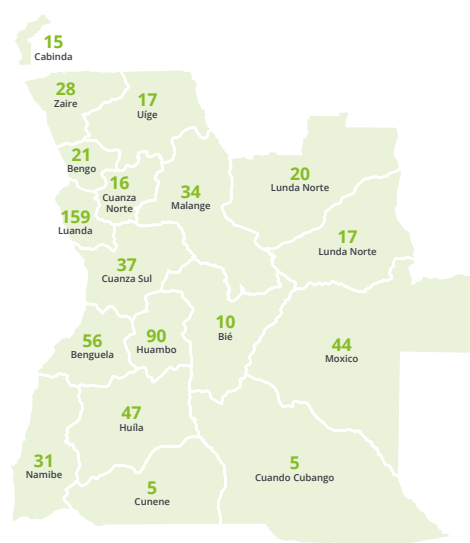 15
Cabinda
28
Zaire
17
Uíge
21
Bengo
16
Cuanza
Norte
34
Malange
20
Lunda Norte
159
Luanda
17
Lunda Norte
37
Cuanza Sul
10
Bié
56
Benguela
90
Huambo
44
Moxico
47
Huíla
31
Namibe
5
Cuando Cubango
5
Cunene